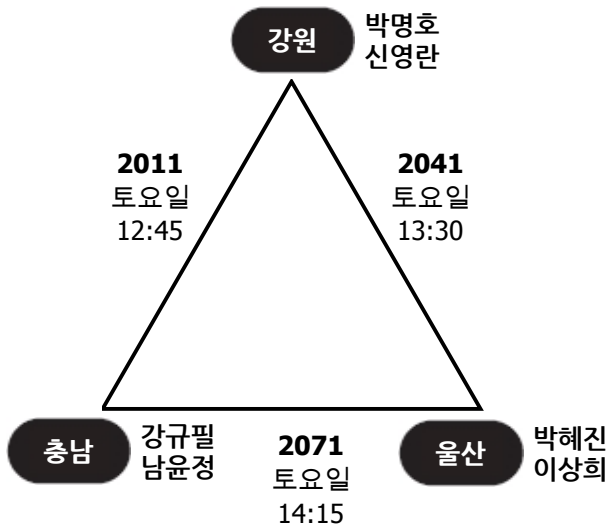 강원
박명호
신영란
2011
토요일
12:45
2041
토요일
13:30
충남
강규필
남윤정
2071
토요일
14:15
울산
박혜진
이상희